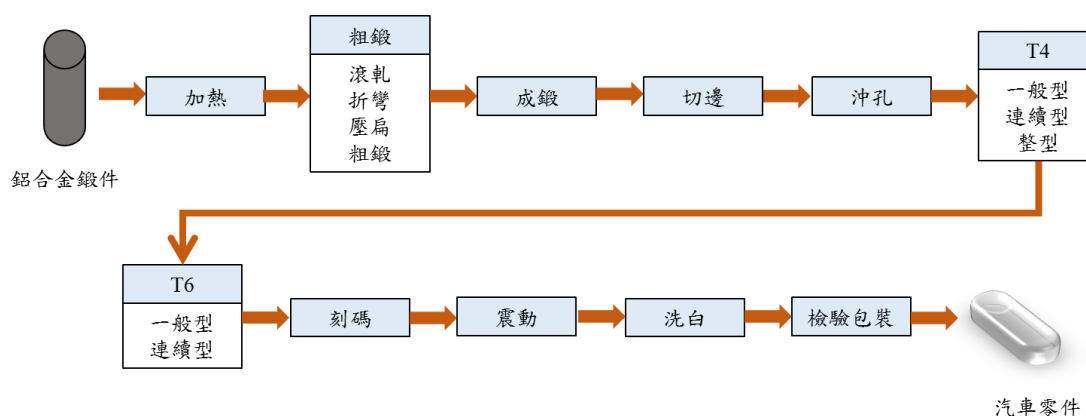 鋁合金鍛件
加熱
粗鍛
滾軋
折彎
壓扁
粗鍛
成鍛
切邊
沖孔
T4
一般型
連續型
整型
T6
一般型
連續型
刻碼
震動
洗白
檢驗包裝
汽車零件